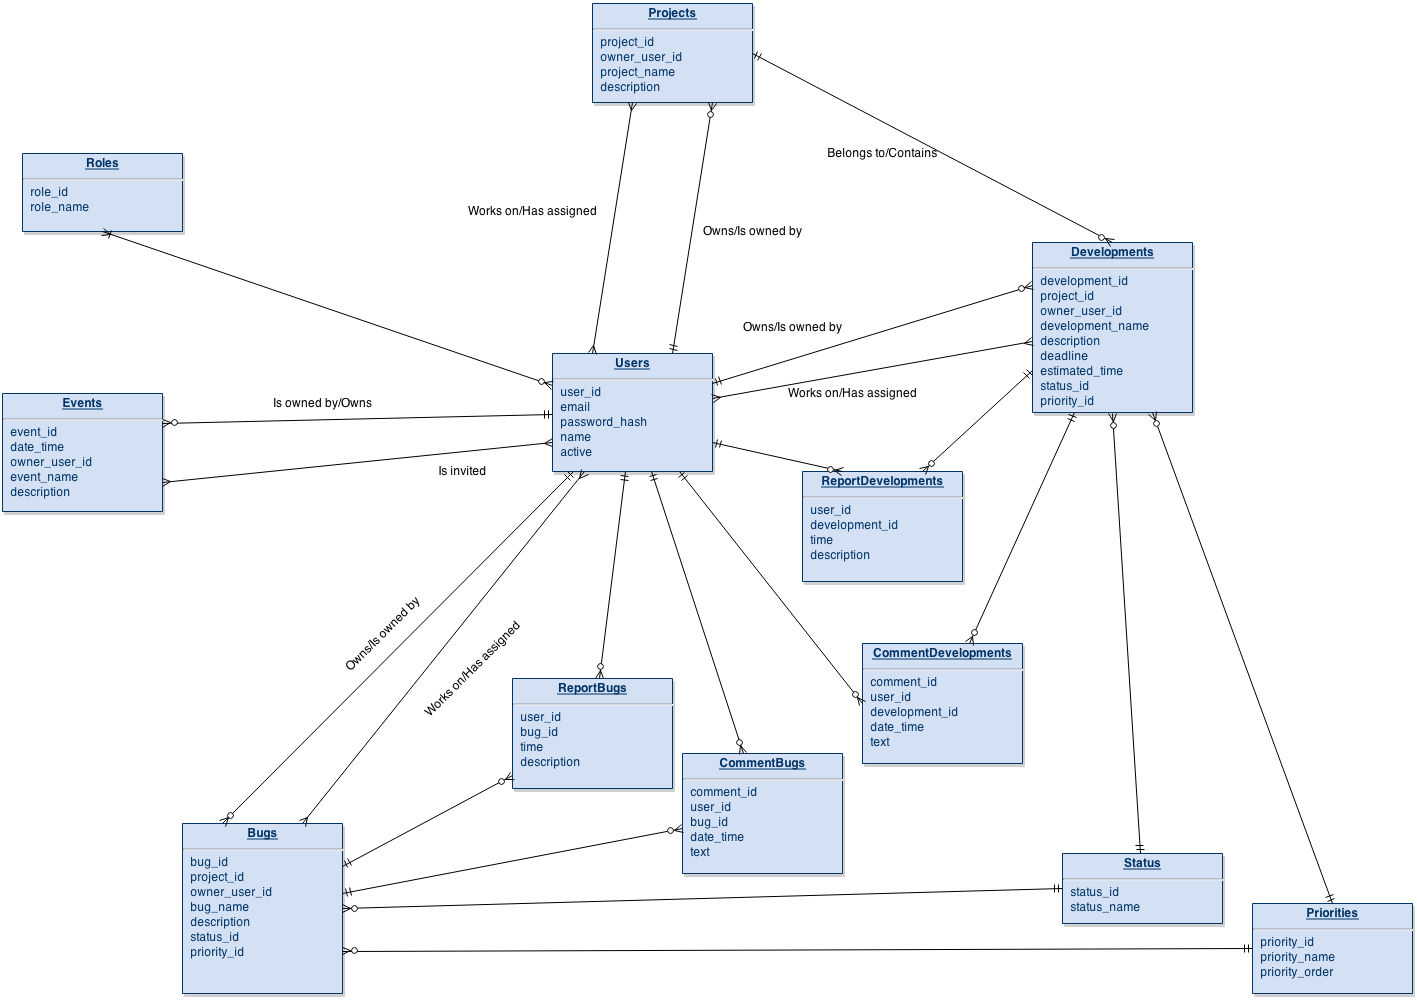 Projects
project_id
owner_user_id
project_name
description
Belongs to/Contains
Roles
role_id
role_name
Works on/Has assigned
Owns/Is owned by
Developments
development_id
project_id
owner_user_id
development_name
description
deadline
estimated_time
status_id
priority_id
Owns/Is owned by
Works on/Has assigned
Users
user_id
email
password_hash
name
active
Is owned by/Owns
Events
event_id
date_time
owner_user_id
event_name
description
Is invited
ReportDevelopments
user_id
development_id
time
description
Owns/Is owned by
Works on/Has assigned
CommentDevelopments
comment_id
user_id
development_id
date_time
text
ReportBugs
user_id
bug_id
time
description
CommentBugs
comment_id
user_id
bug_id
date_time
text
Bugs
bug_id
project_id
owner_user_id
bug_name
description
status_id
priority_id
Status
status_id
status_name
Priorities
priority_id
priority_name
priority_order